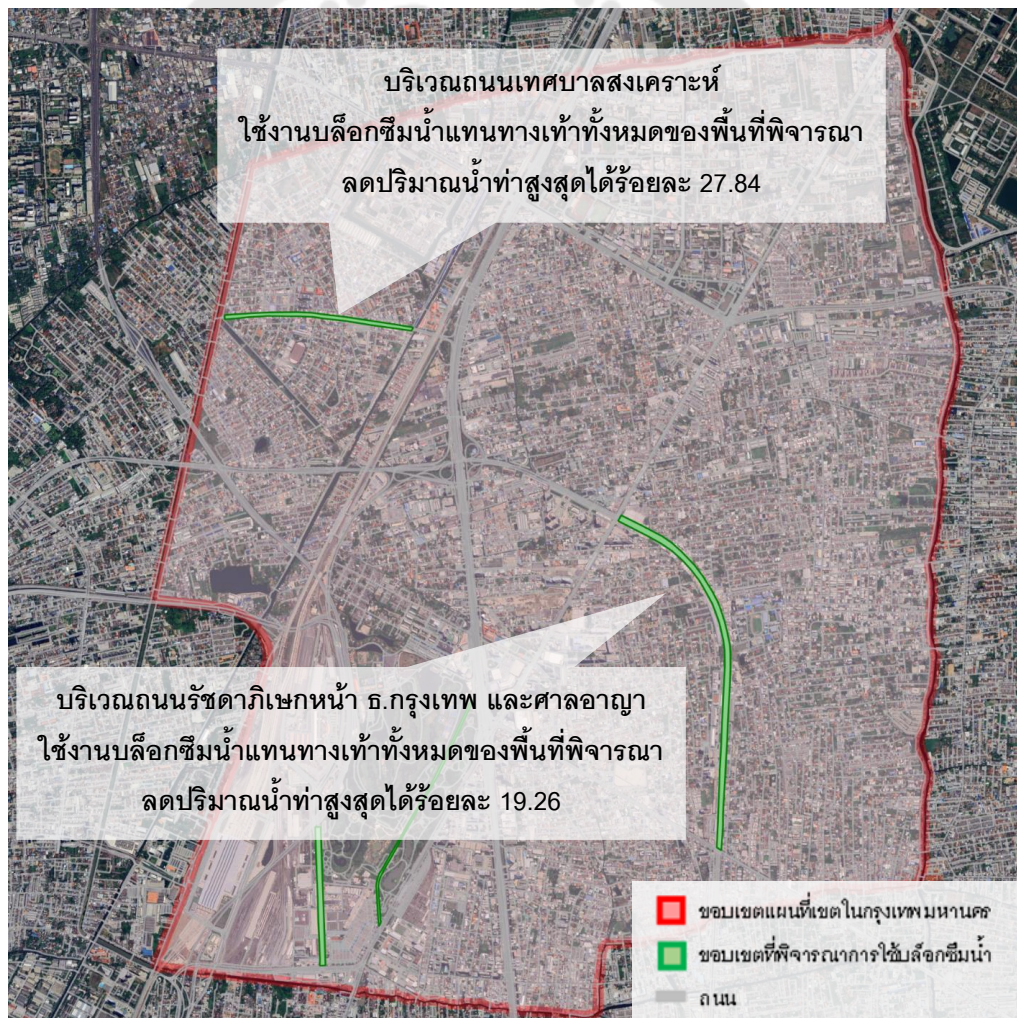 บริเวณถนนเทศบาลสงเคราะห์
ใช้งานบล็อกซึมน้ำแทนทางเท้าทั้งหมดของพื้นที่พิจารณา
ลดปริมาณน้ำท่าสูงสุดได้ร้อยละ 27.84
บริเวณถนนรัชดาภิเษกหน้า ธ.กรุงเทพ และศาลอาญา
ใช้งานบล็อกซึมน้ำแทนทางเท้าทั้งหมดของพื้นที่พิจารณา
ลดปริมาณน้ำท่าสูงสุดได้ร้อยละ 19.26
ขอบเขตแผนที่เขตในกรุงเทพมหานคร
ขอบเขตที่พิจารณาการใช้บล็อกซึมน้ำ
ถนน